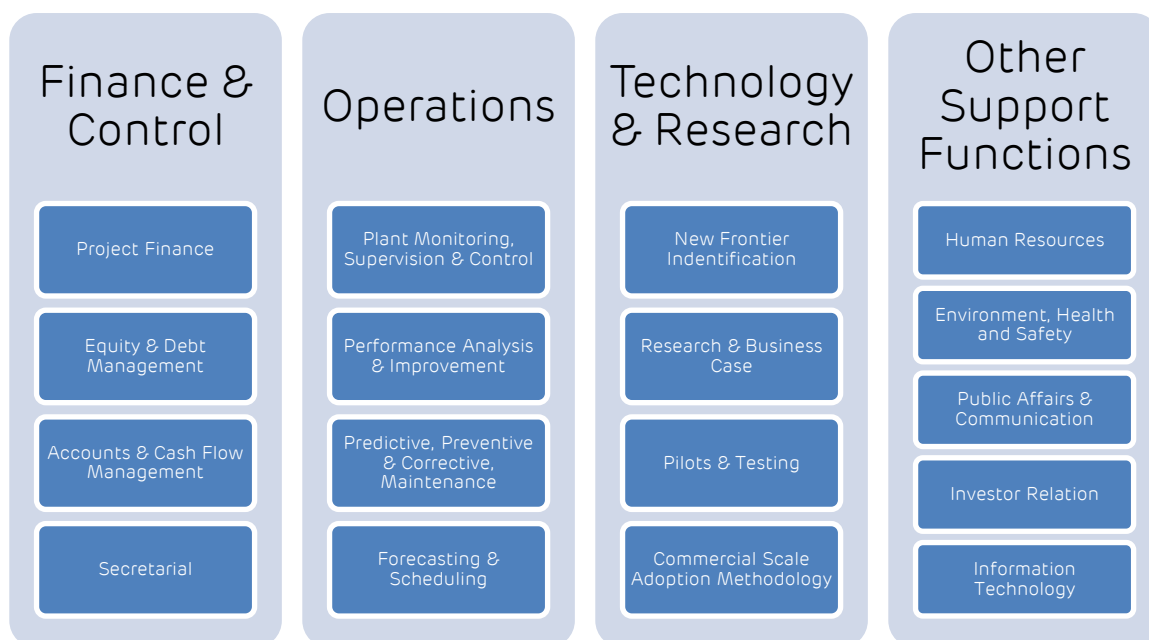 Finance &
Control
Project Finance
Equity & Debt
Management
Accounts & Cash Flow
Management
Secretarial
Operations
Plant Monitoring,
Supervision & Control
Performance Analysis
& Improvement
Predictive, Preventive
& Corrective,
Maintenance
Forecasting &
Scheduling
Technology
& Research
New Frontier
Indentification
Research & Business
Case
Pilots & Testing
Commercial Scale
Adoption Methodology
Other
Support
Functions
Human Resources
Environment, Health
and Safety
Public Affairs &
Communication
Investor Relation
Information
Technology